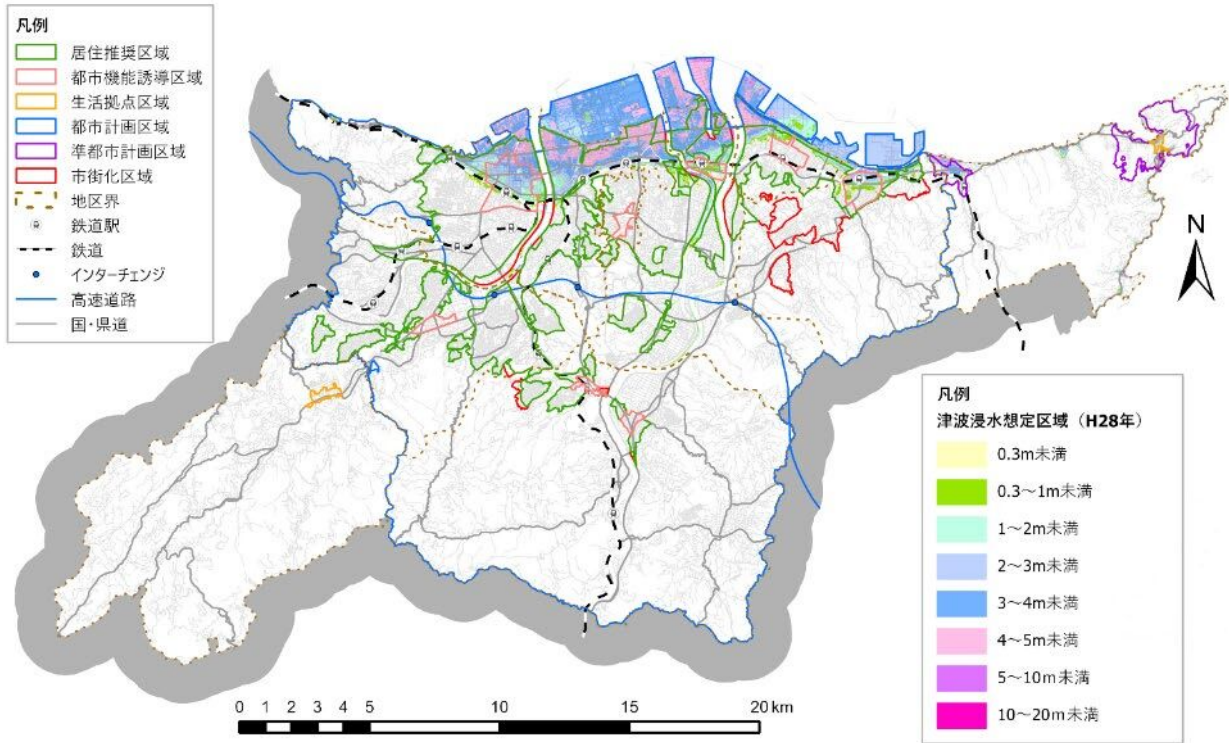 凡例
居住推奨区域
都市機能誘導区域
生活拠点区域
都市計画区域
準都市計画区域
市街化区域
地区界
鉄道駅
鉄道
インターチェンジ
高速道路
国・県道
N
凡例
津波浸水想定区域（H28年）
0.3m未満
0.3～1m未満
1～2m未満
2～3m未満
3～4m未満
4～5m未満
5～10m未満
10～20m未満
0 1 2 3 4 5 10 15 20 km